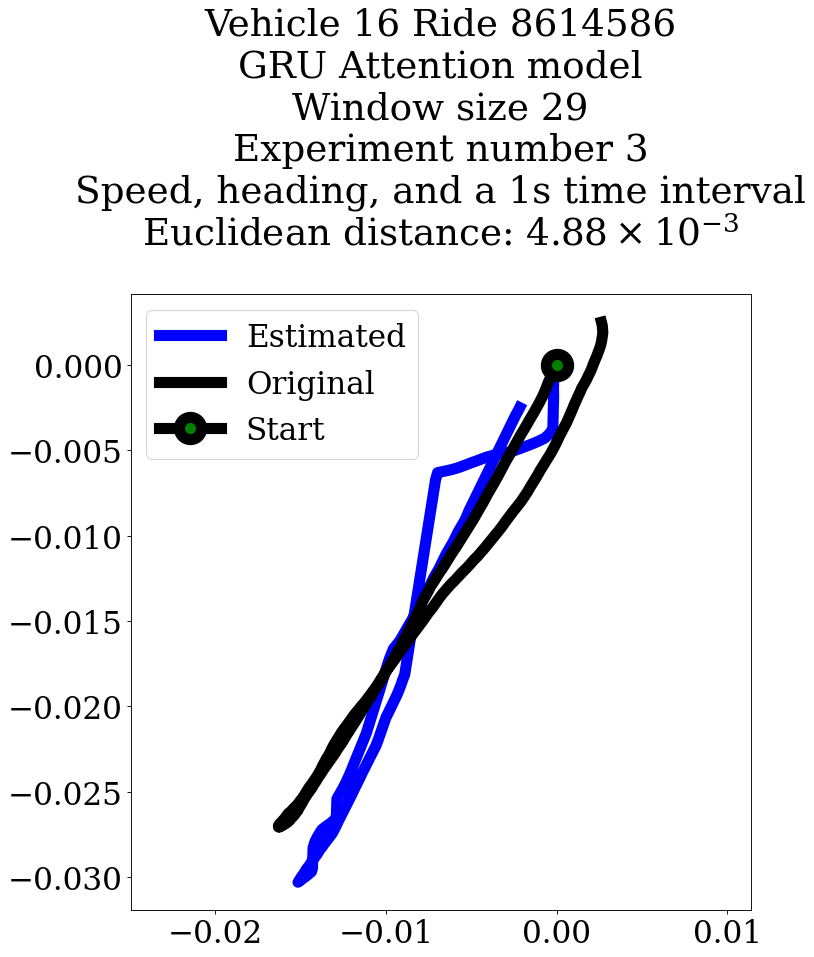 Vehicle 16 Ride 8614586
GRU Attention model
Window size 29
Experiment number 3
Speed, heading, and a 1s time interval
Euclidean distance: 4.88 × 10⁻³
Estimated
Original
Start
0.000
−0.005
−0.010
−0.015
−0.020
−0.025
−0.030
−0.02
−0.01
0.00
0.01